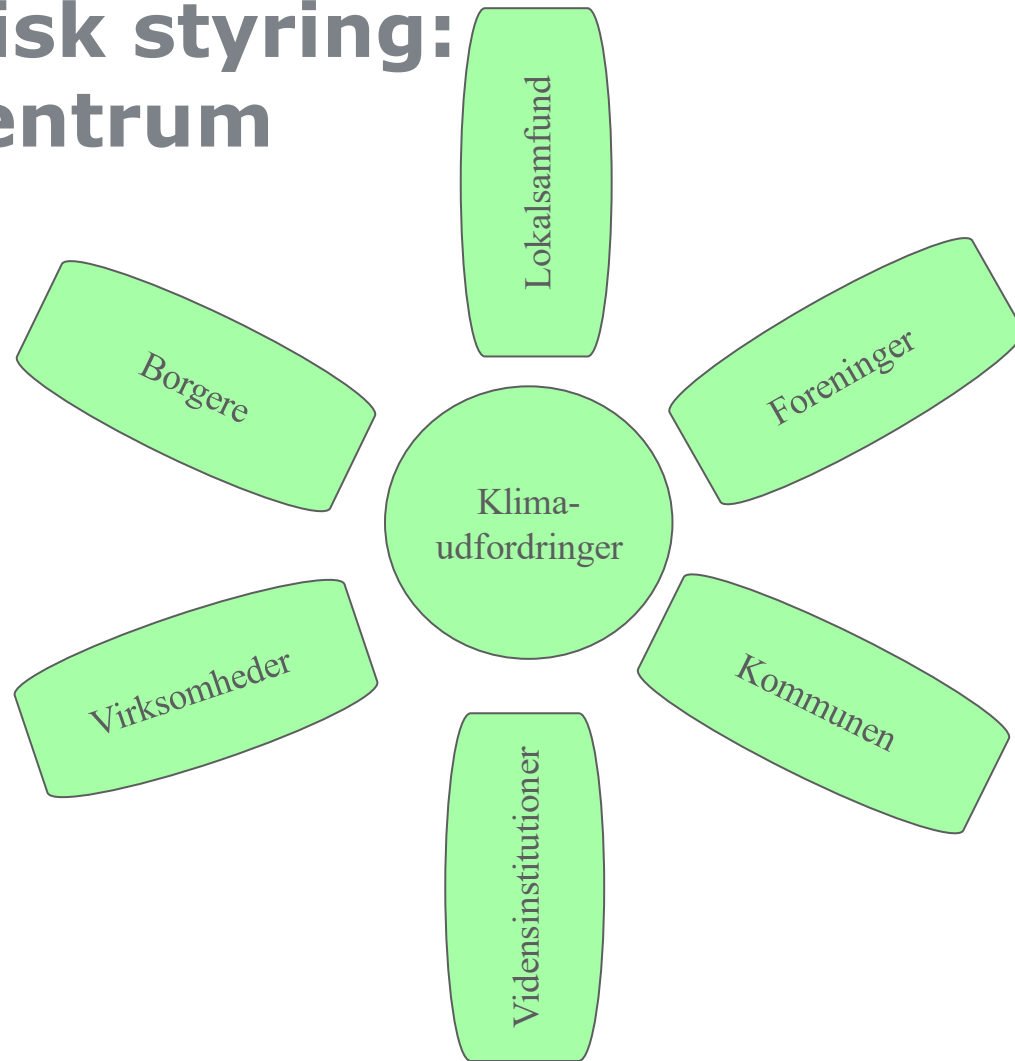 isk styring:
entrum
Lokalsamfund
Foreninger
Borgere
Klima-
udfordringer
Virksomheder
Kommunen
Vidensinstitutioner